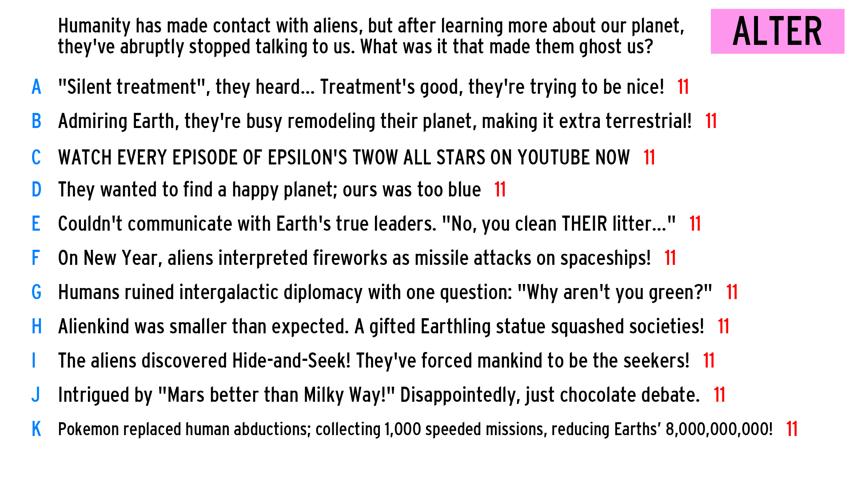 Humanity has made contact with aliens, but after learning more about our planet,
they've abruptly stopped talking to us. What was it that made them ghost us?
ALTER
A "Silent treatment", they heard... Treatment's good, they're trying to be nice! 11
B Admiring Earth, they're busy remodeling their planet, making it extra terrestrial! 11
C WATCH EVERY EPISODE OF EPSILON'S TWOW ALL STARS ON YOUTUBE NOW 11
D They wanted to find a happy planet; ours was too blue 11
E Couldn't communicate with Earth's true leaders. "No, you clean THEIR litter..." 11
F On New Year, aliens interpreted fireworks as missile attacks on spaceships! 11
G Humans ruined intergalactic diplomacy with one question: "Why aren't you green?" 11
H Alienkind was smaller than expected. A gifted Earthling statue squashed societies! 11
I The aliens discovered Hide-and-Seek! They've forced mankind to be the seekers! 11
J Intrigued by "Mars better than Milky Way!" Disappointedly, just chocolate debate. 11
K Pokemon replaced human abductions; collecting 1,000 speeded missions, reducing Earths’ 8,000,000,000! 11